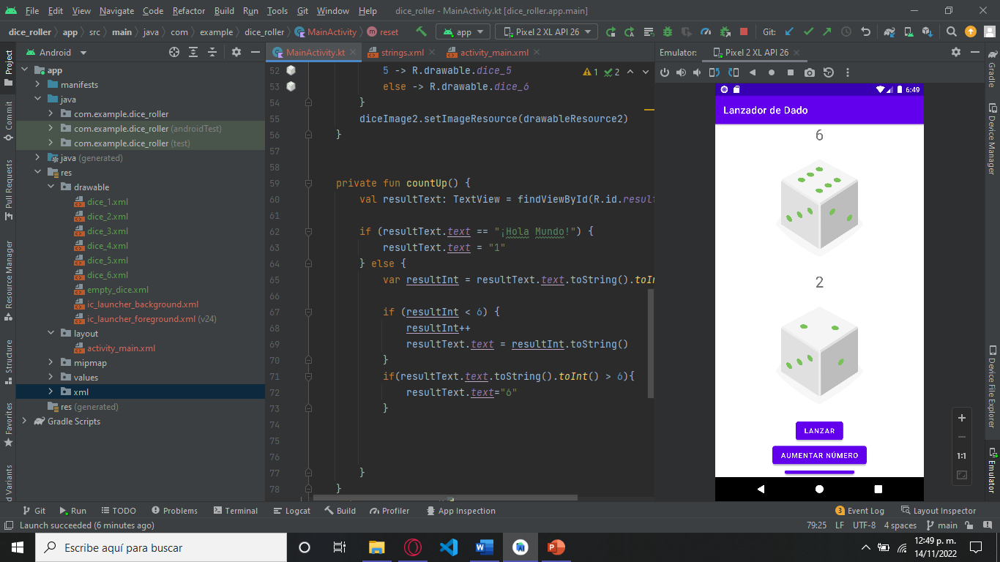 File Edit View Navigate Code Refactor Build Run Tools Git Window Help dice_roller - MainActivity.kt [dice_roller.app.main]
dice_roller app src main java com example dice_roller MainActivity reset app Pixel 2 XL API 26 Git:
Project
Commit
Pull Requests
Resource Manager
Structure
Favorites
d Variants
Android
app
manifests
java
com.example.dice_roller
com.example.dice_roller (androidTest)
com.example.dice_roller (test)
java (generated)
res
drawable
dice_1.xml
dice_2.xml
dice_3.xml
dice_4.xml
dice_5.xml
dice_6.xml
empty_dice.xml
ic_launcher_background.xml
ic_launcher_foreground.xml (v24)
layout
activity_main.xml
mipmap
values
xml
res (generated)
Gradle Scripts
MainActivity.kt strings.xml activity_main.xml
1 2
52 5 -> R.drawable.dice_5
53 else -> R.drawable.dice_6
54 }
55 diceImage2.setImageResource(drawableResource2)
56 }
57
58
59 private fun countUp() {
60 val resultText: TextView = findViewById(R.id.result
61
62 if (resultText.text == "¡Hola Mundo!") {
63 resultText.text = "1"
64 } else {
65 var resultInt = resultText.text.toString().toIn
66
67 if (resultInt < 6) {
68 resultInt++
69 resultText.text = resultInt.toString()
70 }
71 if(resultText.text.toString().toInt() > 6){
72 resultText.text="6"
73 }
74
75
76
77 }
78 }
Emulator: Pixel 2 XL API 26
6:49
Lanzador de Dado
6
2
LANZAR
AUMENTAR NÚMERO
1:1
Gradle
Device Manager
Device File Explorer
Emulator
Git Run TODO Problems Terminal Logcat Build Profiler App Inspection 3 Event Log Layout Inspector
Launch succeeded (6 minutes ago) 79:25 LF UTF-8 4 spaces main
Escribe aquí para buscar
12:49 p. m.
14/11/2022